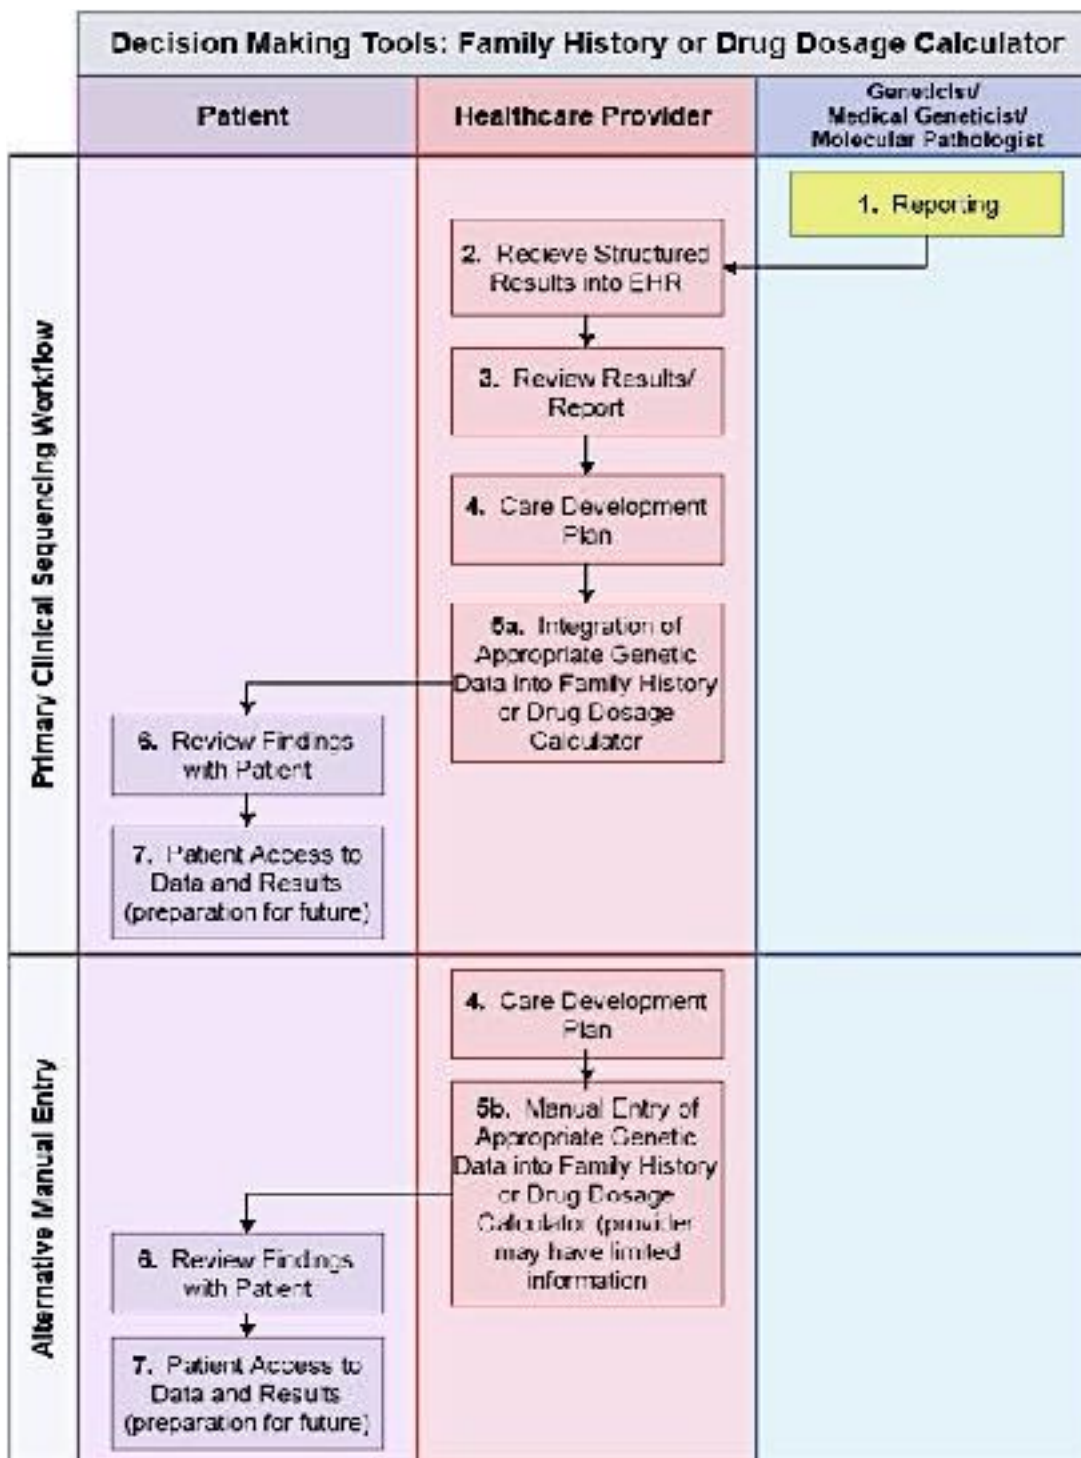 Decision Making Tools: Family History or Drug Dosage Calculator
Patient
Healthcare Provider
Geneticist/
Medical Geneticist/
Molecular Pathologist
Primary Clinical Sequencing Workflow
1. Reporting
2. Recieve Structured
Results into EHR
3. Review Results/
Report
4. Care Development
Plan
5a. Integration of
Appropriate Genetic
Data into Family History
or Drug Dosage
Calculator
6. Review Findings
with Patient
7. Patient Access to
Data and Results
(preparation for future)
Alternative Manual Entry
4. Care Development
Plan
5b. Manual Entry of
Appropriate Genetic
Data into Family History
or Drug Dosage
Calculator (provider
may have limited
information
6. Review Findings
with Patient
7. Patient Access to
Data and Results
(preparation for future)